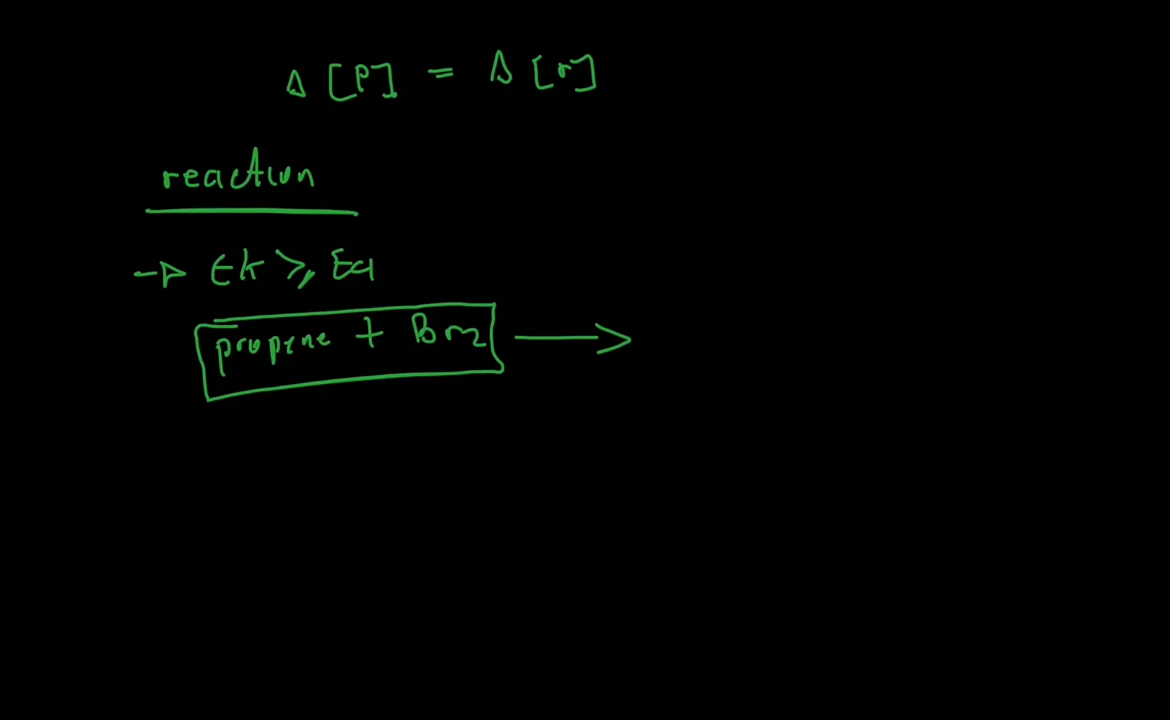 Δ [P] = Δ [r]
reaction
→ Ek ⩾ Ea
propene + Br2 →